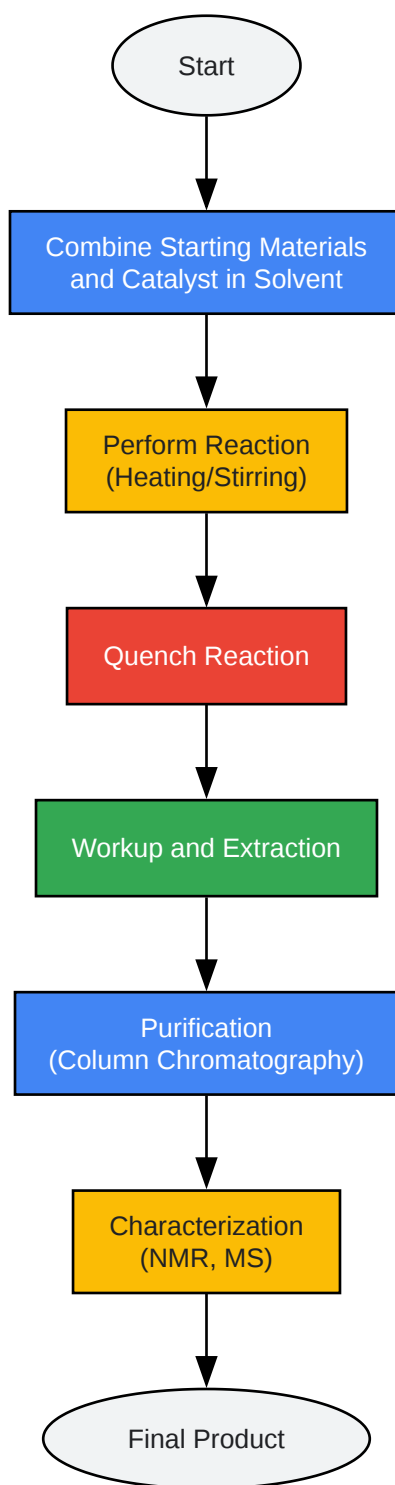 Start
Combine Starting Materials
and Catalyst in Solvent
Perform Reaction
(Heating/Stirring)
Quench Reaction
Workup and Extraction
Purification
(Column Chromatography)
Characterization
(NMR, MS)
Final Product